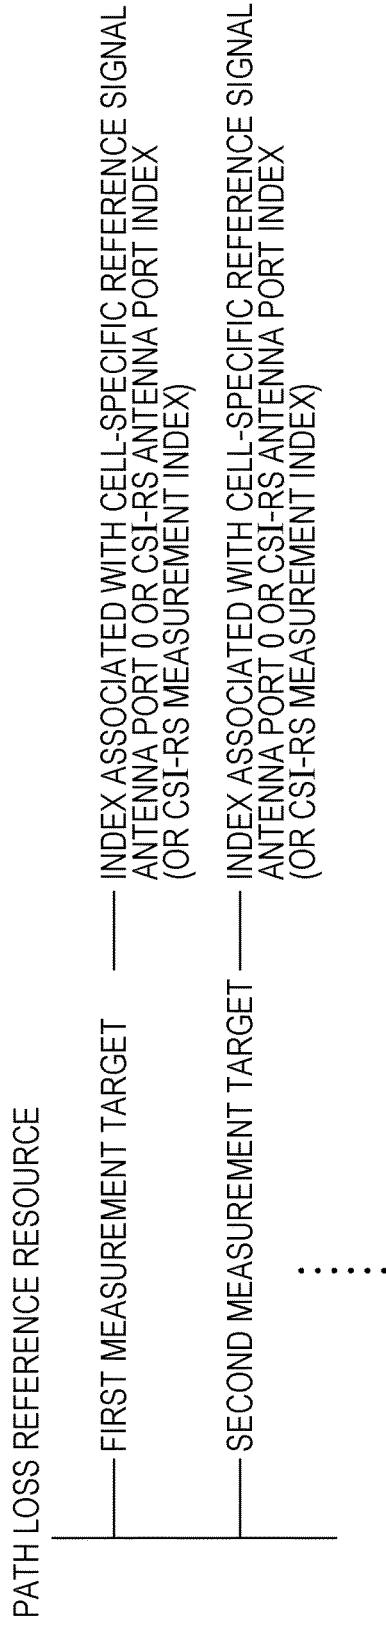 PATH LOSS REFERENCE RESOURCE
FIRST MEASUREMENT TARGET
INDEX ASSOCIATED WITH CELL-SPECIFIC REFERENCE SIGNAL
ANTENNA PORT 0 OR CSI-RS ANTENNA PORT INDEX
(OR CSI-RS MEASUREMENT INDEX)
SECOND MEASUREMENT TARGET
INDEX ASSOCIATED WITH CELL-SPECIFIC REFERENCE SIGNAL
ANTENNA PORT 0 OR CSI-RS ANTENNA PORT INDEX
(OR CSI-RS MEASUREMENT INDEX)